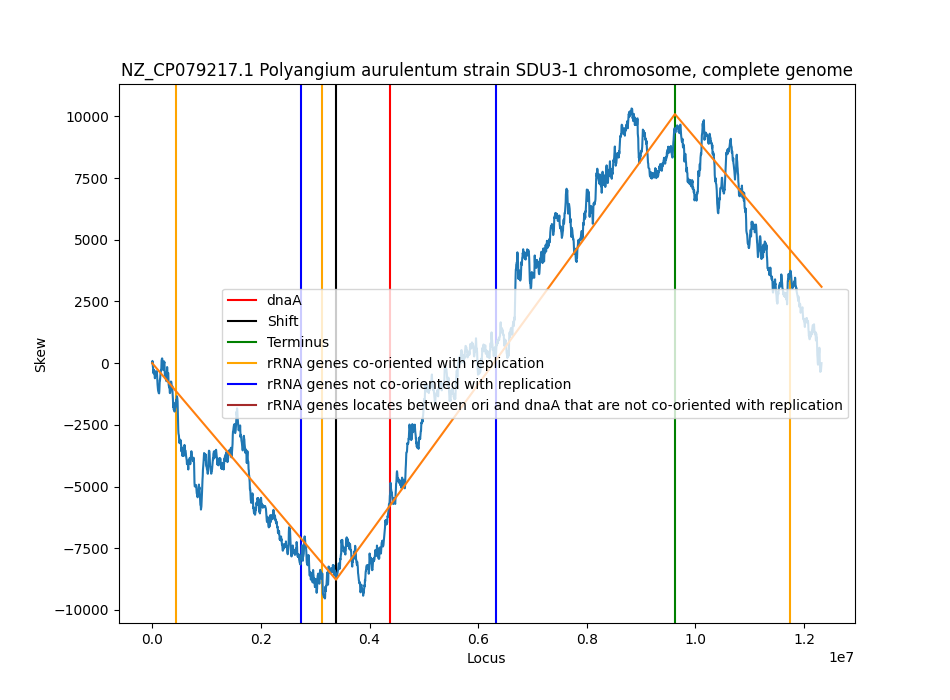 NZ_CP079217.1 Polyangium aurulentum strain SDU3-1 chromosome, complete genome
10000
7500
5000
2500
0
−2500
−5000
−7500
−10000
Skew
dnaA
Shift
Terminus
rRNA genes co-oriented with replication
rRNA genes not co-oriented with replication
rRNA genes locates between ori and dnaA that are not co-oriented with replication
0.0 0.2 0.4 0.6 0.8 1.0 1.2
1e7
Locus